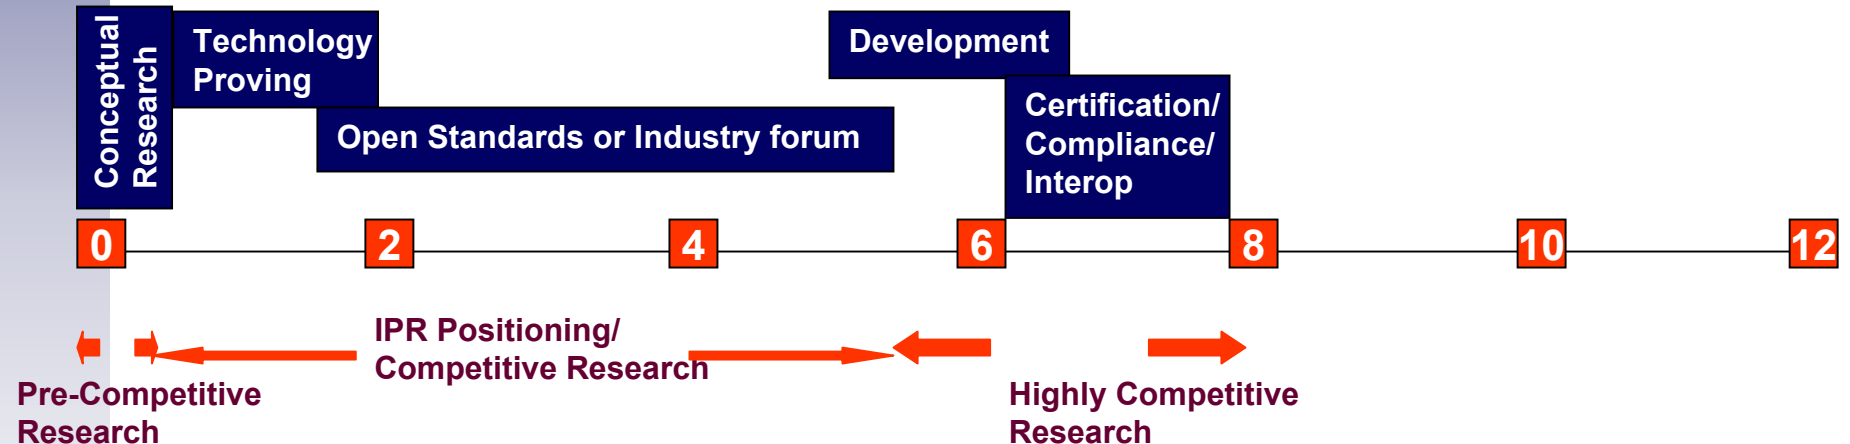 Conceptual
Research
Technology
Proving
Open Standards or Industry forum
Development
Certification/
Compliance/
Interop
0
2
4
6
8
10
12
Pre-Competitive
Research
IPR Positioning/
Competitive Research
Highly Competitive
Research